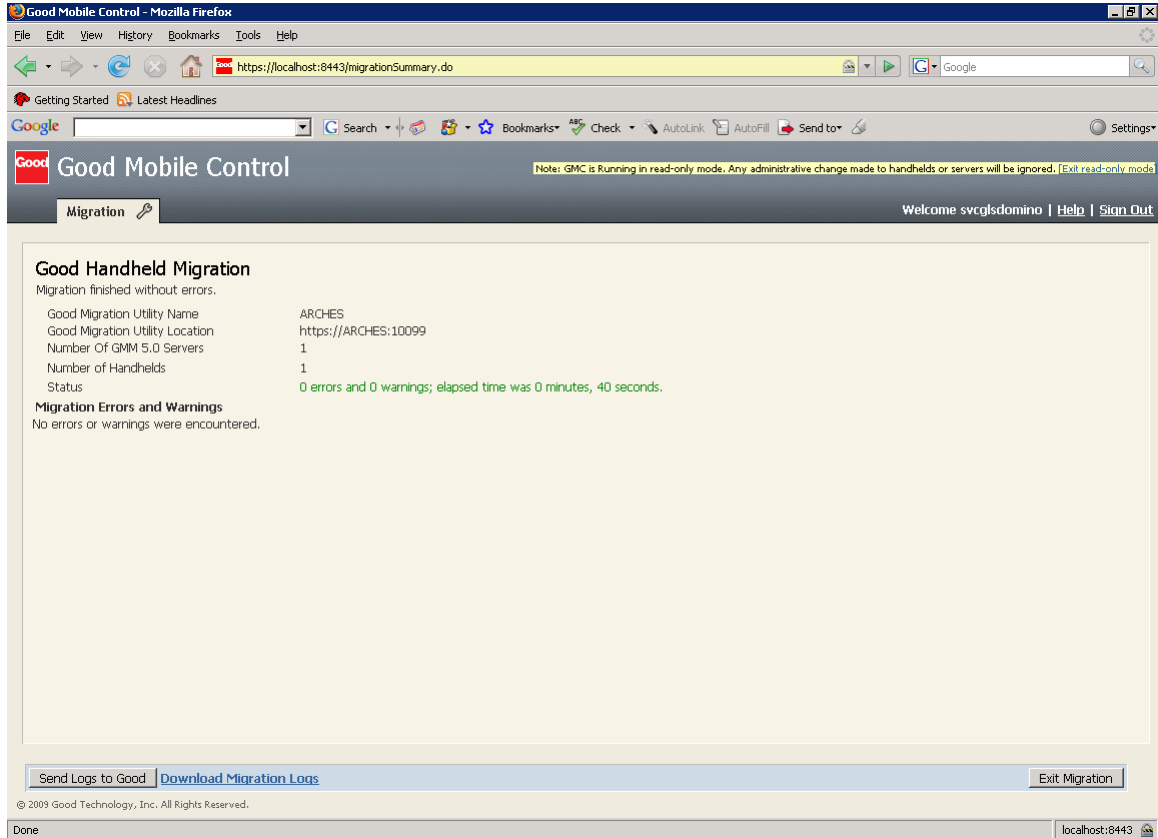 Good Mobile Control - Mozilla Firefox
File Edit View History Bookmarks Tools Help
Good https://localhost:8443/migrationSummary.do G Google
Getting Started Latest Headlines
Google G Search Bookmarks ABC Check AutoLink AutoFill Send to Settings
Good Good Mobile Control
Note: GMC is Running in read-only mode. Any administrative change made to handhelds or servers will be ignored. [Exit read-only mode]
Migration Welcome svcglsdomino | Help | Sign Out
Good Handheld Migration
Migration finished without errors.
Good Migration Utility Name ARCHES
Good Migration Utility Location https://ARCHES:10099
Number Of GMM 5.0 Servers 1
Number of Handhelds 1
Status 0 errors and 0 warnings; elapsed time was 0 minutes, 40 seconds.
Migration Errors and Warnings
No errors or warnings were encountered.
Send Logs to Good Download Migration Logs Exit Migration
© 2009 Good Technology, Inc. All Rights Reserved.
Done localhost:8443